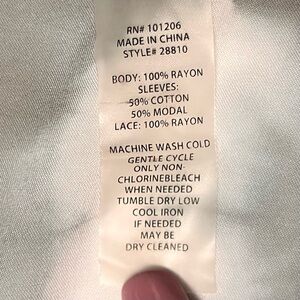 RN# 101206
MADE IN CHINA
STYLE# 28810
BODY: 100% RAYON
SLEEVES:
50% COTTON
50% MODAL
LACE: 100% RAYON
MACHINE WASH COLD
GENTLE CYCLE
ONLY NON-
CHLORINEBLEACH
WHEN NEEDED
TUMBLE DRY LOW
COOL IRON
IF NEEDED
MAY BE
DRY CLEANED